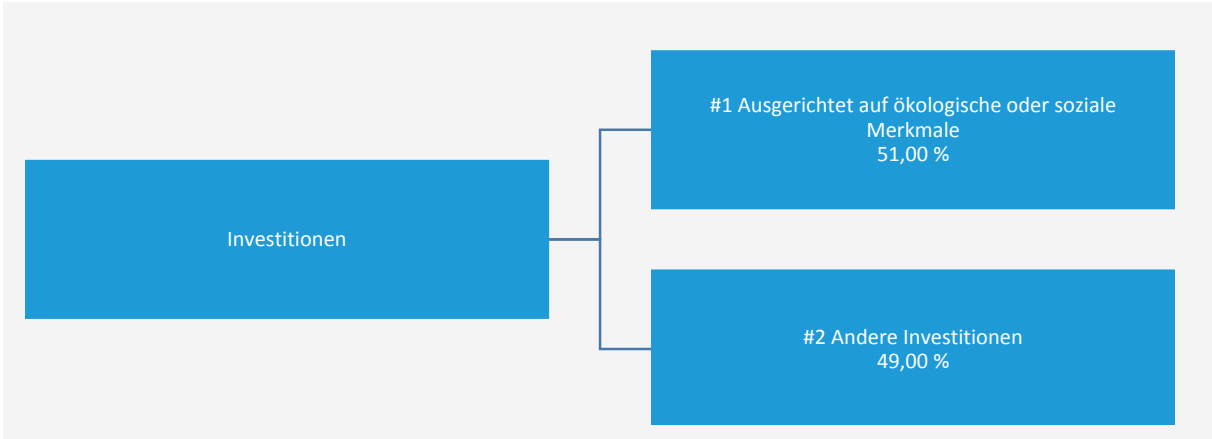 Investitionen
#1 Ausgerichtet auf ökologische oder soziale
Merkmale
51,00 %
#2 Andere Investitionen
49,00 %